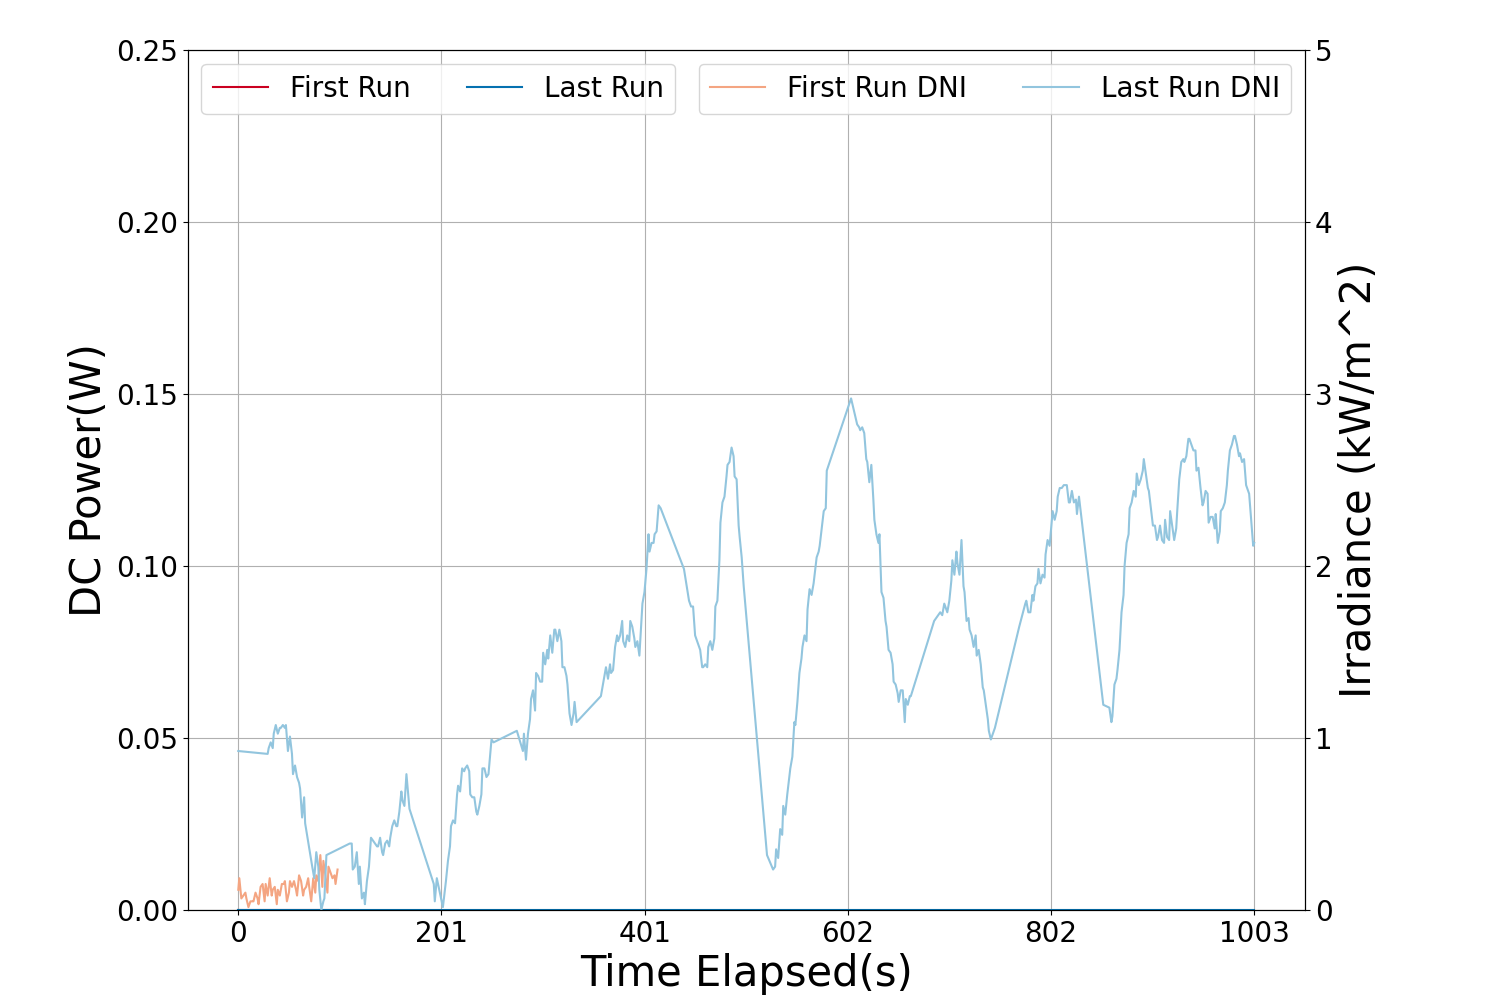 First Run
Last Run
First Run DNI
Last Run DNI
DC Power(W)
0.25
0.20
0.15
0.10
0.05
0.00
5
4
3
2
1
0
Irradiance (kW/m^2)
0 201 401 602 802 1003
Time Elapsed(s)